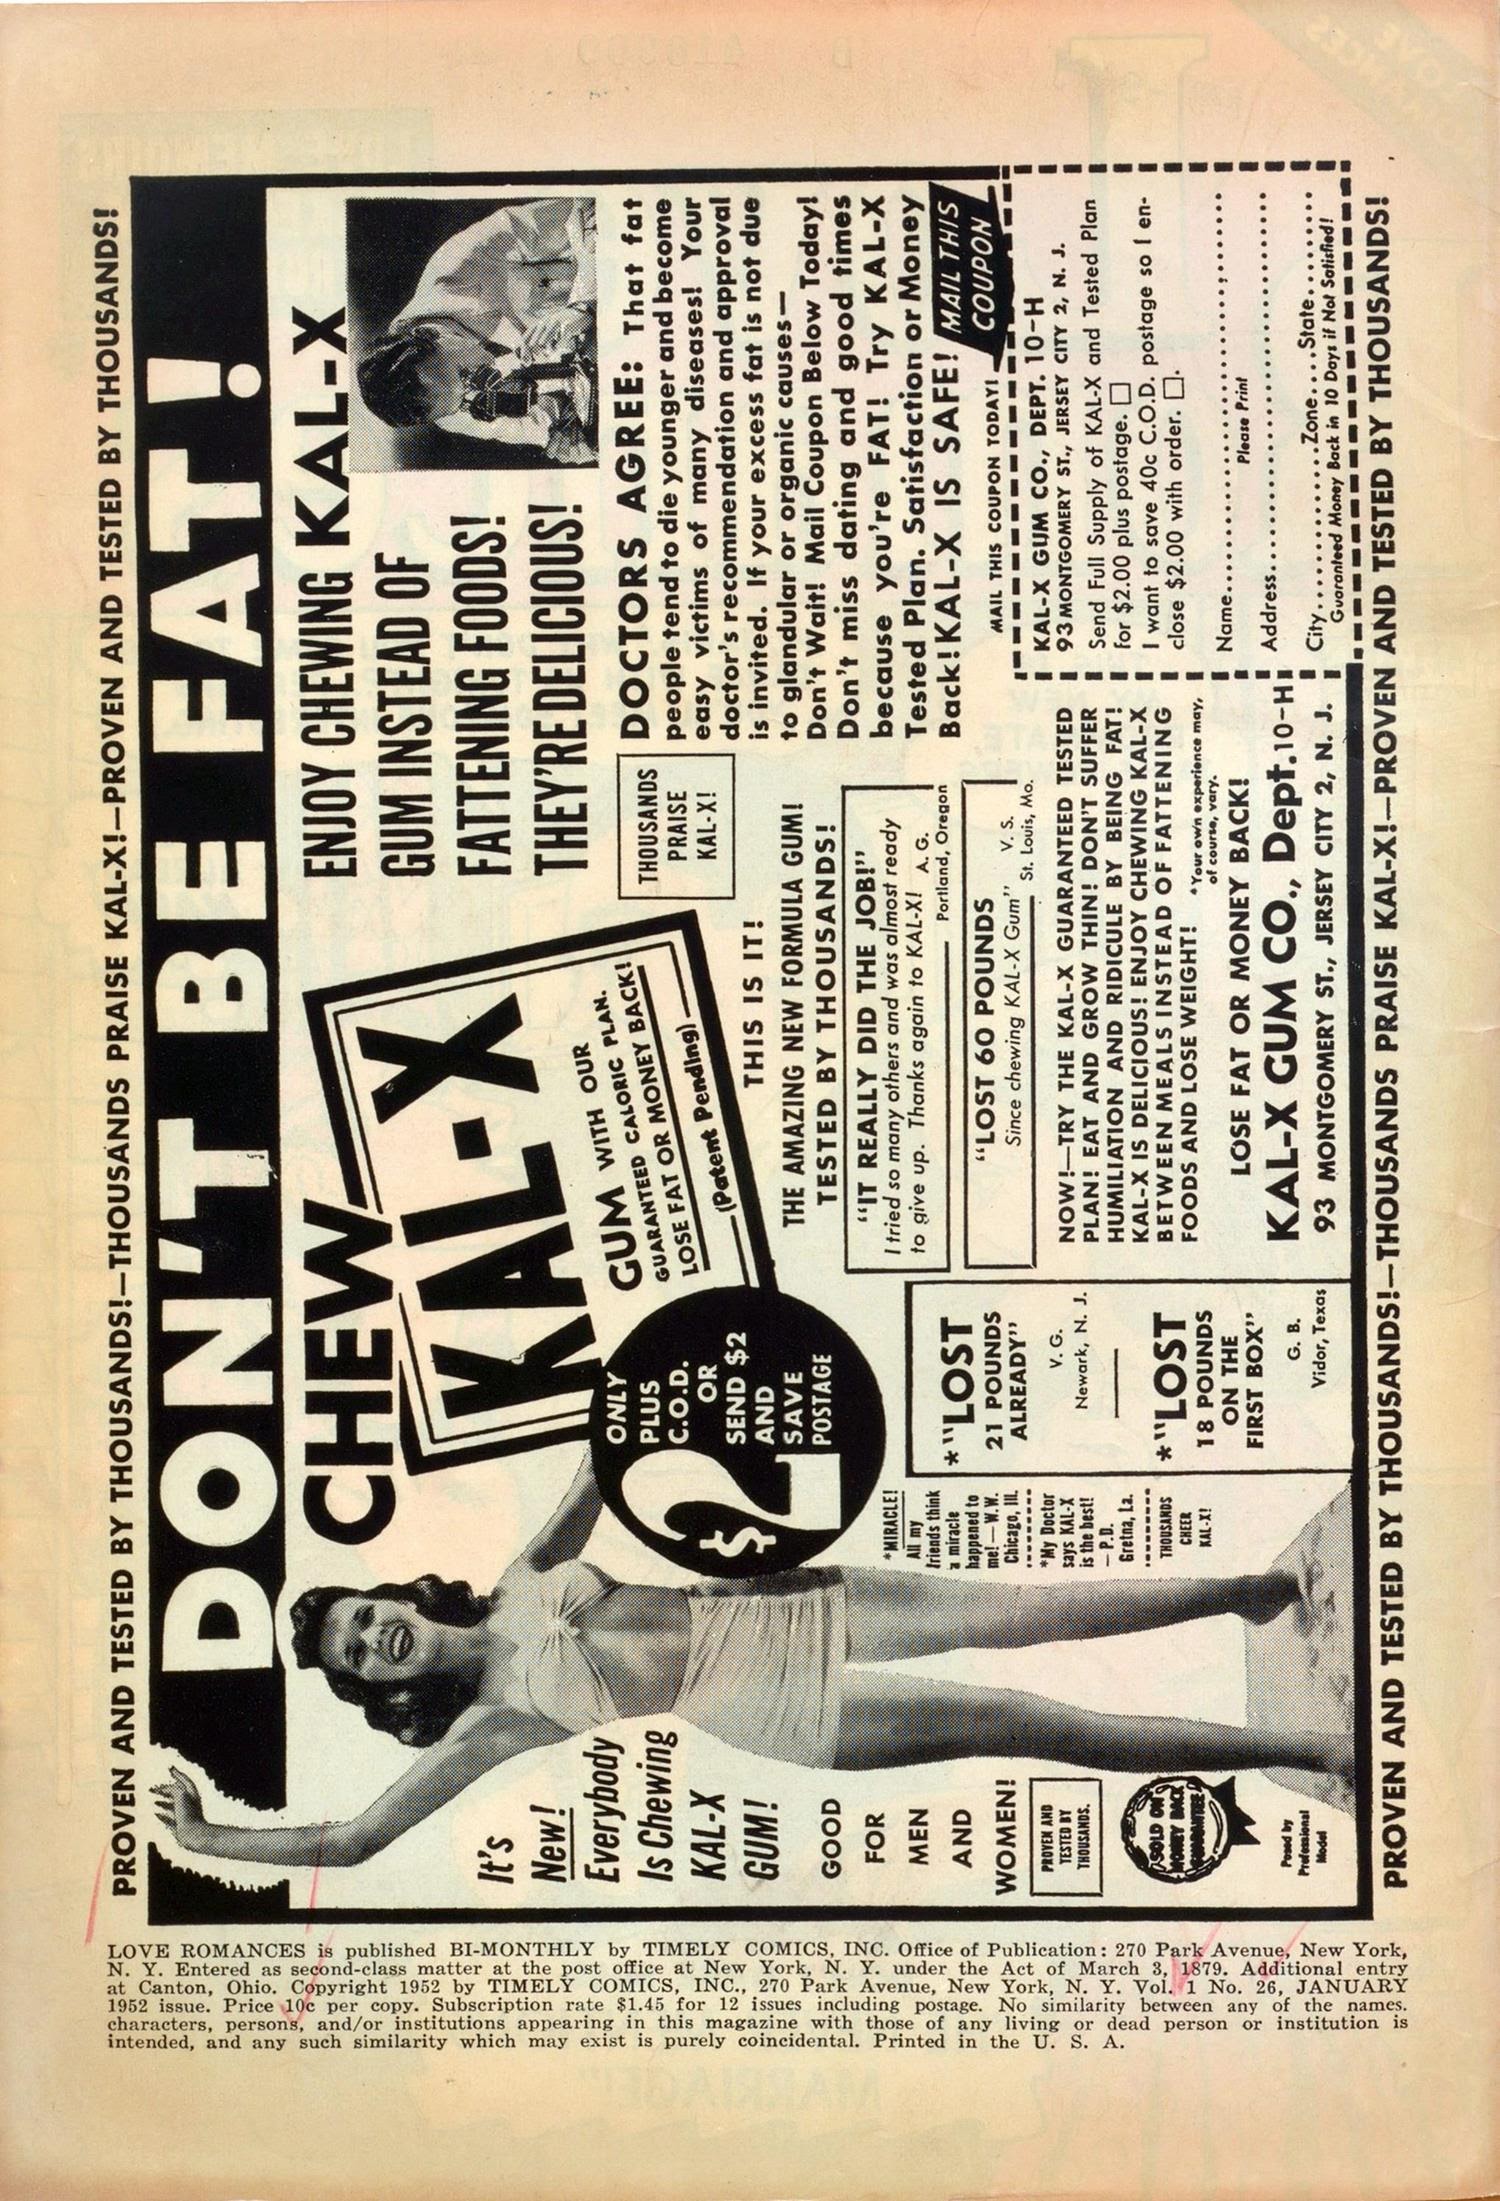 PROVEN AND TESTED BY THOUSANDS!—THOUSANDS PRAISE KAL-X!—PROVEN AND TESTED BY THOUSANDS!
DON'T BE FAT!
CHEW
KAL-X
GUM WITH OUR
GUARANTEED CALORIC PLAN.
LOSE FAT OR MONEY BACK!
(Patent Pending)
ENJOY CHEWING KAL-X
GUM INSTEAD OF
FATTENING FOODS!
THEY'RE DELICIOUS!
It's
New!
Everybody
Is Chewing
KAL-X
GUM!
GOOD
FOR
MEN
AND
WOMEN!
PROVEN AND
TESTED BY
THOUSANDS.
SOLD ON
MONEY BACK
GUARANTEE
Posed by
Professional
Model
ONLY
$2
PLUS
C.O.D.
OR
SEND $2
AND
SAVE
POSTAGE
*MIRACLE!
All my
friends think
a miracle
happened to
me! — W. W.
Chicago, Ill.
*My Doctor
says KAL-X
is the best!
— P.D.
Gretna, La.
THOUSANDS
CHEER
KAL-X!
*"LOST
21 POUNDS
ALREADY"
V. G.
Newark, N. J.
*"LOST
18 POUNDS
ON THE
FIRST BOX"
G. B.
Vidor, Texas
THIS IS IT!
THE AMAZING NEW FORMULA GUM!
TESTED BY THOUSANDS!
THOUSANDS
PRAISE
KAL-X!
"IT REALLY DID THE JOB!"
I tried so many others and was almost ready
to give up. Thanks again to KAL-X! A. G.
Portland, Oregon
"LOST 60 POUNDS
Since chewing KAL-X Gum" V. S.
St. Louis, Mo.
NOW!—TRY THE KAL-X GUARANTEED TESTED
PLAN! EAT AND GROW THIN! DON'T SUFFER
HUMILIATION AND RIDICULE BY BEING FAT!
KAL-X IS DELICIOUS! ENJOY CHEWING KAL-X
BETWEEN MEALS INSTEAD OF FATTENING
FOODS AND LOSE WEIGHT!
*Your own experience may,
of course, vary.
LOSE FAT OR MONEY BACK!
KAL-X GUM CO., Dept. 10-H
93 MONTGOMERY ST., JERSEY CITY 2, N. J.
DOCTORS AGREE: That fat
people tend to die younger and become
easy victims of many diseases! Your
doctor's recommendation and approval
is invited. If your excess fat is not due
to glandular or organic causes—
Don't Wait! Mail Coupon Below Today!
Don't miss dating and good times
because you're FAT! Try KAL-X
Tested Plan. Satisfaction or Money
Back! KAL-X IS SAFE!
MAIL THIS
COUPON
MAIL THIS COUPON TODAY!
KAL-X GUM CO., DEPT. 10-H
93 MONTGOMERY ST., JERSEY CITY 2, N. J.
Send Full Supply of KAL-X and Tested Plan
for $2.00 plus postage. □
I want to save 40c C.O.D. postage so I en-
close $2.00 with order. □.
Name
Please Print
Address
City Zone State
Guaranteed Money Back in 10 Days if Not Satisfied!
PROVEN AND TESTED BY THOUSANDS!—THOUSANDS PRAISE KAL-X!—PROVEN AND TESTED BY THOUSANDS!
LOVE ROMANCES is published BI-MONTHLY by TIMELY COMICS, INC. Office of Publication: 270 Park Avenue, New York,
N. Y. Entered as second-class matter at the post office at New York, N. Y. under the Act of March 3, 1879. Additional entry
at Canton, Ohio. Copyright 1952 by TIMELY COMICS, INC., 270 Park Avenue, New York, N. Y. Vol. 1 No. 26, JANUARY
1952 issue. Price 10c per copy. Subscription rate $1.45 for 12 issues including postage. No similarity between any of the names.
characters, persons, and/or institutions appearing in this magazine with those of any living or dead person or institution is
intended, and any such similarity which may exist is purely coincidental. Printed in the U. S. A.